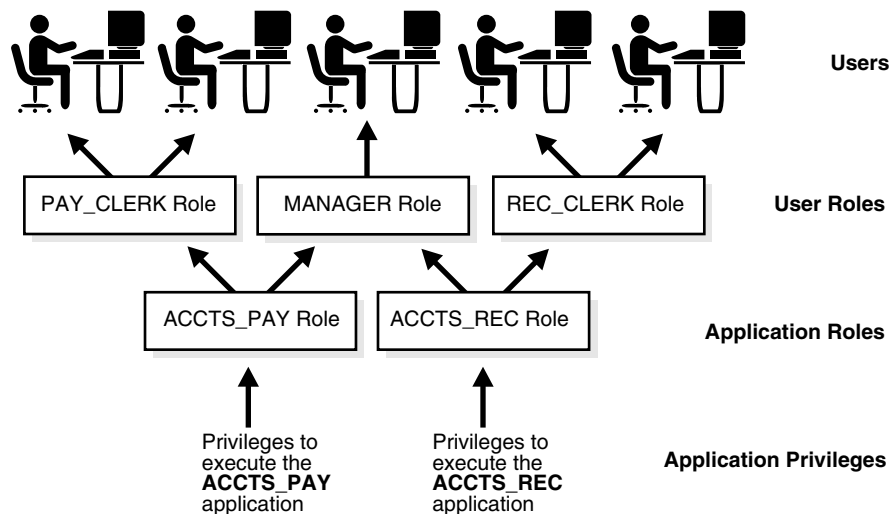 Users
PAY_CLERK Role
MANAGER Role
REC_CLERK Role
User Roles
ACCTS_PAY Role
ACCTS_REC Role
Application Roles
Privileges to
execute the
ACCTS_PAY
application
Privileges to
execute the
ACCTS_REC
application
Application Privileges